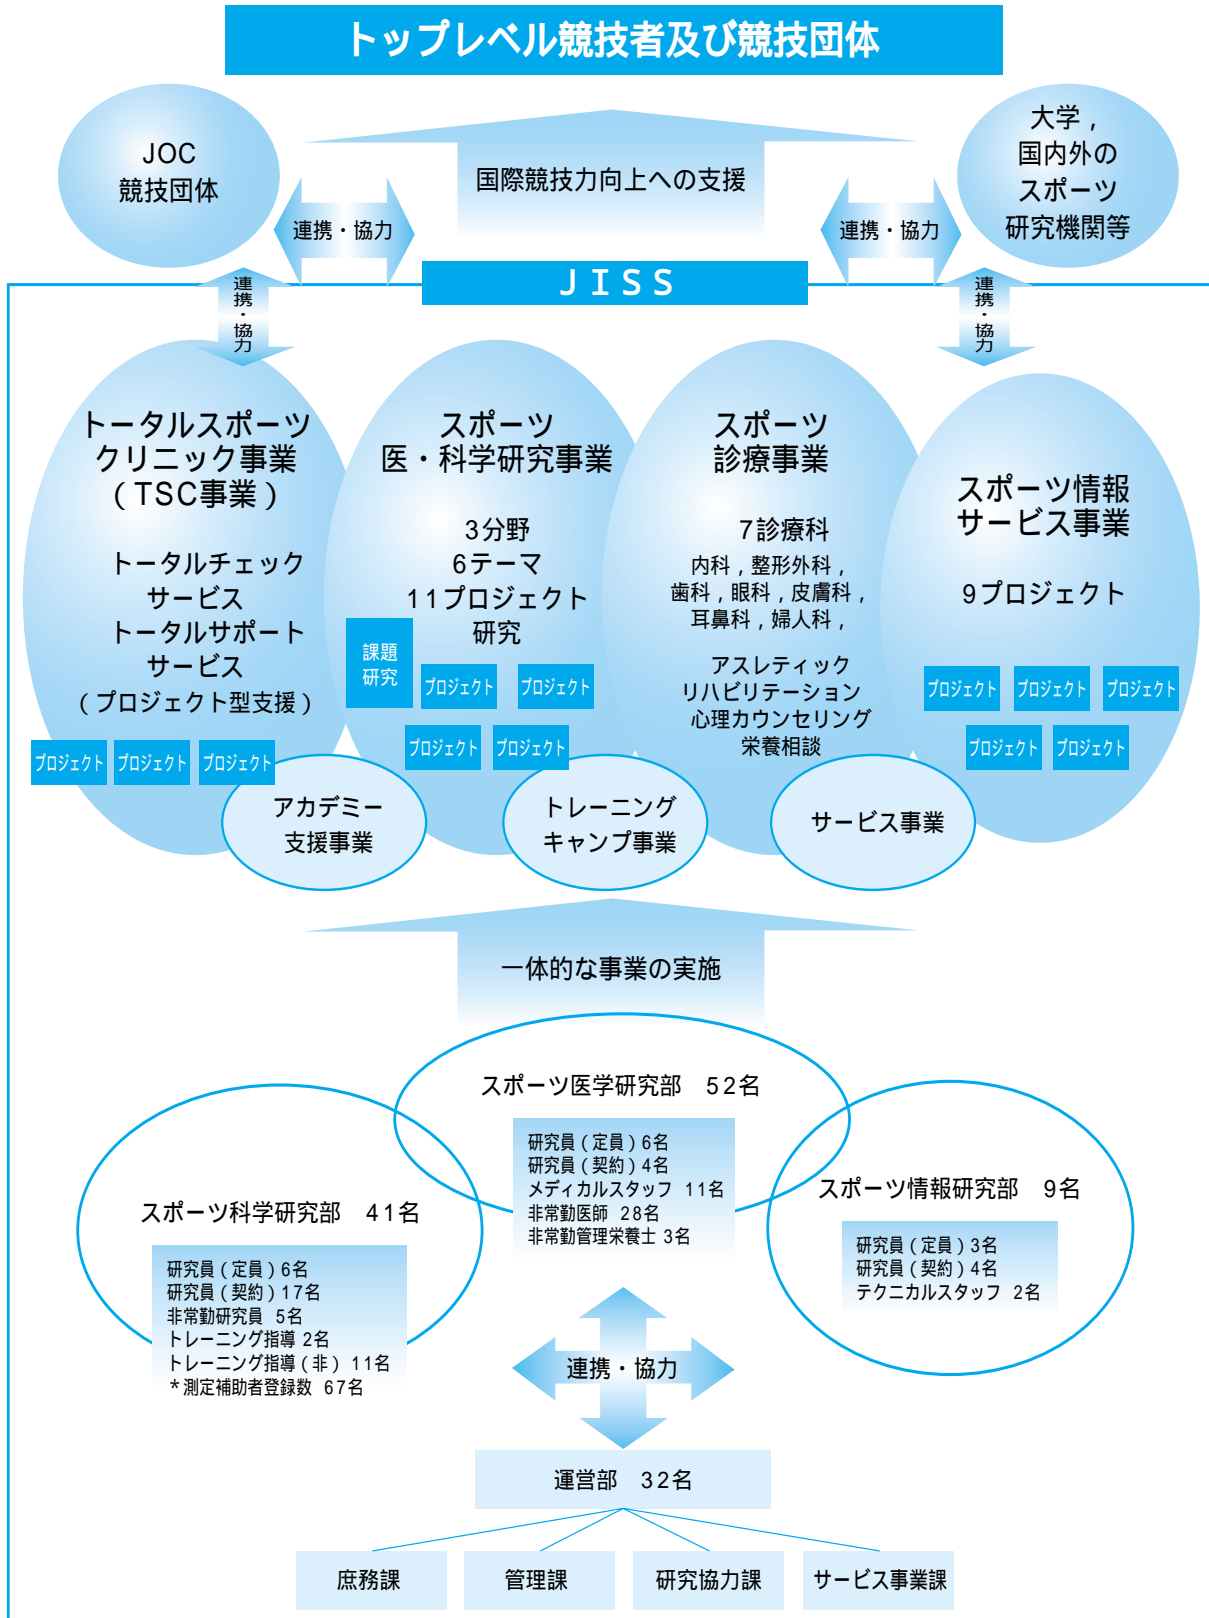 トップレベル競技者及び競技団体
JOC
競技団体
国際競技力向上への支援
大学，
国内外の
スポーツ
研究機関等
連携・協力
連携・協力
JISS
連携・協力
連携・協力
トータルスポーツ
クリニック事業
（TSC事業）
トータルチェック
サービス
トータルサポート
サービス
（プロジェクト型支援）
プロジェクト
プロジェクト
プロジェクト
スポーツ
医・科学研究事業
3分野
6テーマ
11プロジェクト
研究
課題
研究
プロジェクト
プロジェクト
プロジェクト
プロジェクト
スポーツ
診療事業
7診療科
内科，整形外科，
歯科，眼科，皮膚科，
耳鼻科，婦人科，
アスレティック
リハビリテーション
心理カウンセリング
栄養相談
スポーツ情報
サービス事業
9プロジェクト
プロジェクト
プロジェクト
プロジェクト
プロジェクト
プロジェクト
アカデミー
支援事業
トレーニング
キャンプ事業
サービス事業
一体的な事業の実施
スポーツ医学研究部　52名
研究員（定員）6名
研究員（契約）4名
メディカルスタッフ 11名
非常勤医師 28名
非常勤管理栄養士 3名
スポーツ科学研究部　41名
研究員（定員）6名
研究員（契約）17名
非常勤研究員 5名
トレーニング指導 2名
トレーニング指導（非）11名
*測定補助者登録数 67名
スポーツ情報研究部　9名
研究員（定員）3名
研究員（契約）4名
テクニカルスタッフ 2名
連携・協力
運営部　32名
庶務課
管理課
研究協力課
サービス事業課